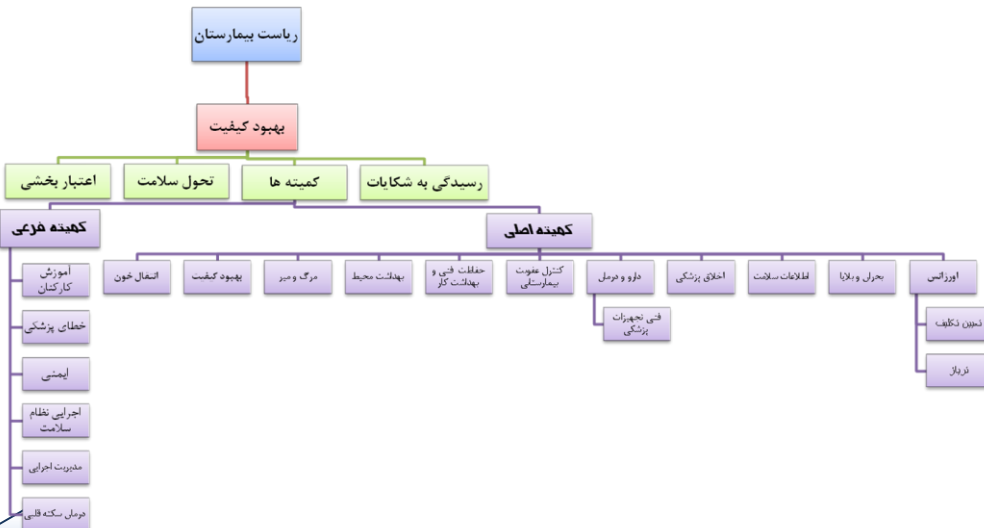 ریاست بیمارستان
بهبود کیفیت
رسیدگی به شکایات
کمیته ها
تحول سلامت
اعتبار بخشی
کمیته اصلی
کمیته فرعی
اورژانس
بحران و بلایا
اطلاعات سلامت
اخلاق پزشکی
دارو و درمان
کنترل عفونت
بیمارستانی
حفاظت فنی و
بهداشت کار
بهداشت محیط
مرگ و میر
بهبود کیفیت
انتقال خون
تعیین تکلیف
تریاژ
فنی تجهیزات
پزشکی
آموزش
کارکنان
خطای پزشکی
ایمنی
اجرایی نظام
سلامت
مدیریت اجرایی
درمان سکته قلبی